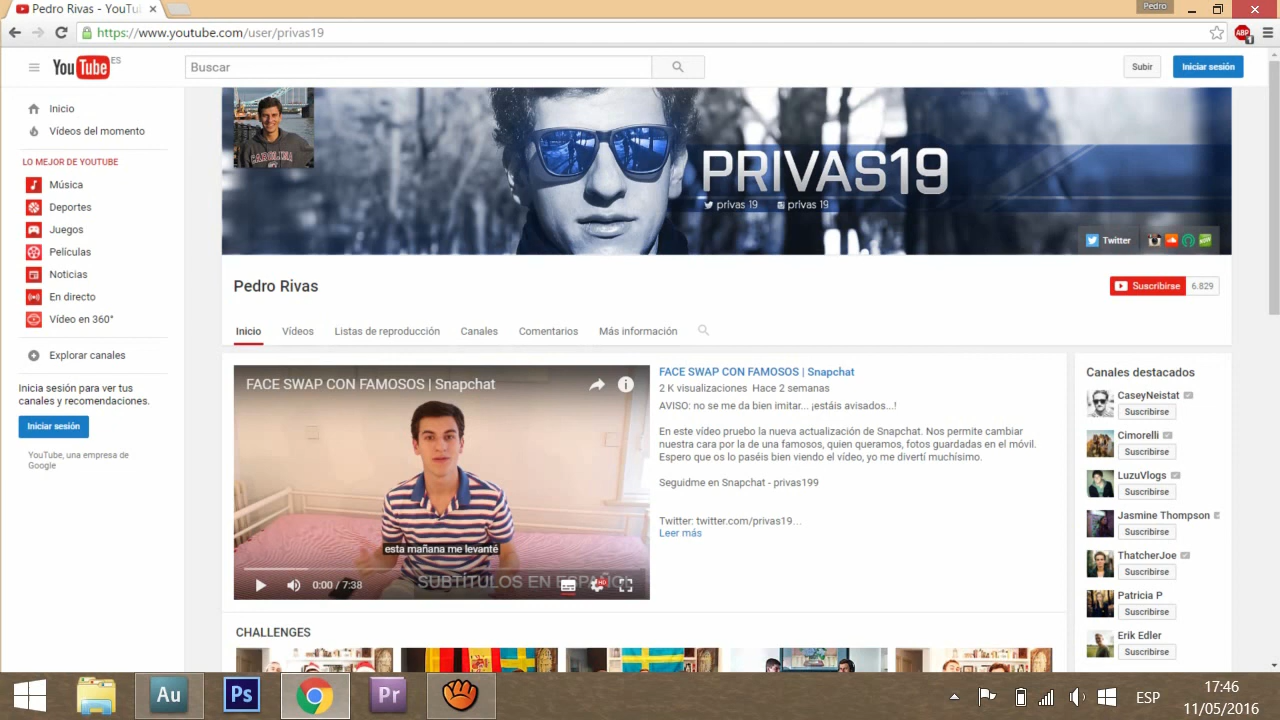 Pedro Rivas - YouTu
Pedro
https://www.youtube.com/user/privas19
ABP
1
YouTube ES
Buscar
Subir
Iniciar sesión
Inicio
Vídeos del momento
LO MEJOR DE YOUTUBE
Música
Deportes
Juegos
Películas
Noticias
En directo
Vídeo en 360°
Explorar canales
Inicia sesión para ver tus
canales y recomendaciones.
Iniciar sesión
YouTube, una empresa de
Google
CAROLINA
PRIVAS19
privas 19 privas 19
Twitter
Pedro Rivas
Suscribirse 6.829
Inicio Vídeos Listas de reproducción Canales Comentarios Más información
FACE SWAP CON FAMOSOS | Snapchat
esta mañana me levanté
SUBTÍTULOS EN ESPAÑOL
0:00 / 7:38
HD
FACE SWAP CON FAMOSOS | Snapchat
2 K visualizaciones Hace 2 semanas
AVISO: no se me da bien imitar... ¡estáis avisados...!
En este vídeo pruebo la nueva actualización de Snapchat. Nos permite cambiar
nuestra cara por la de una famosos, quien queramos, fotos guardadas en el móvil.
Espero que os lo paséis bien viendo el vídeo, yo me divertí muchísimo.
Seguidme en Snapchat - privas199
Twitter: twitter.com/privas19...
Leer más
CHALLENGES
Canales destacados
CaseyNeistat
Suscribirse
Cimorelli
Suscribirse
LuzuVlogs
Suscribirse
Jasmine Thompson
Suscribirse
ThatcherJoe
Suscribirse
Patricia P
Suscribirse
Erik Edler
Suscribirse
Au
Ps
Pr
ESP
17:46
11/05/2016